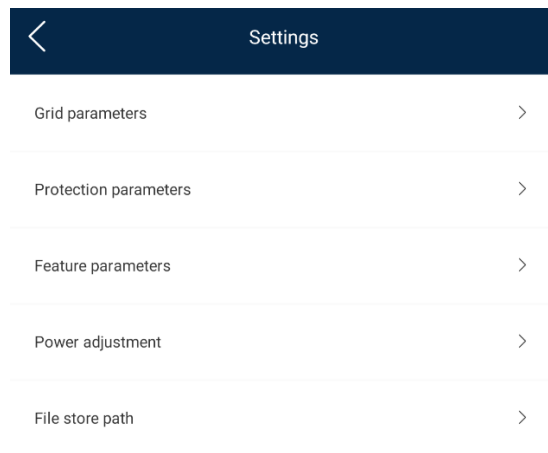 Settings
Grid parameters
Protection parameters
Feature parameters
Power adjustment
File store path